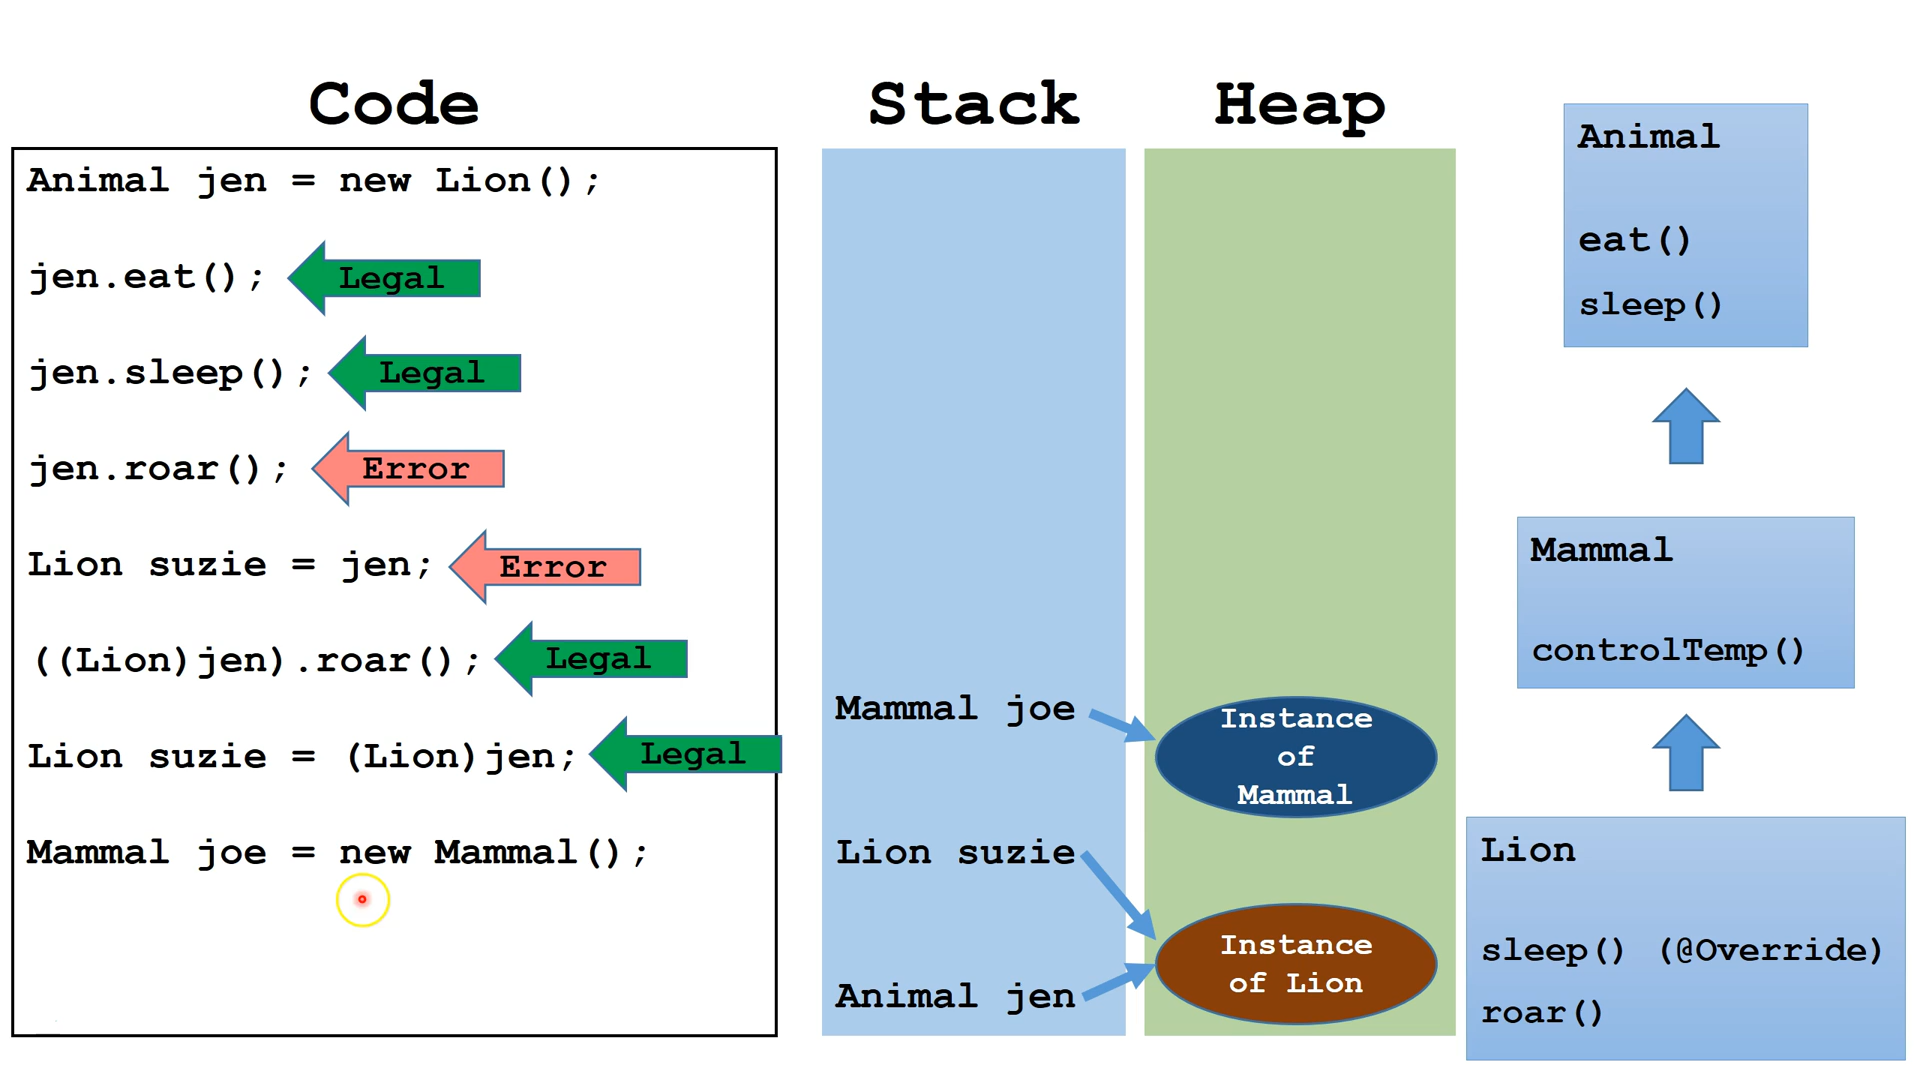 Code
Animal jen = new Lion();
jen.eat();
Legal
jen.sleep();
Legal
jen.roar();
Error
Lion suzie = jen;
Error
((Lion)jen).roar();
Legal
Lion suzie = (Lion)jen;
Legal
Mammal joe = new Mammal();
Stack
Mammal joe
Lion suzie
Animal jen
Heap
Instance
of
Mammal
Instance
of Lion
Animal
eat()
sleep()
Mammal
controlTemp()
Lion
sleep() (@Override)
roar()